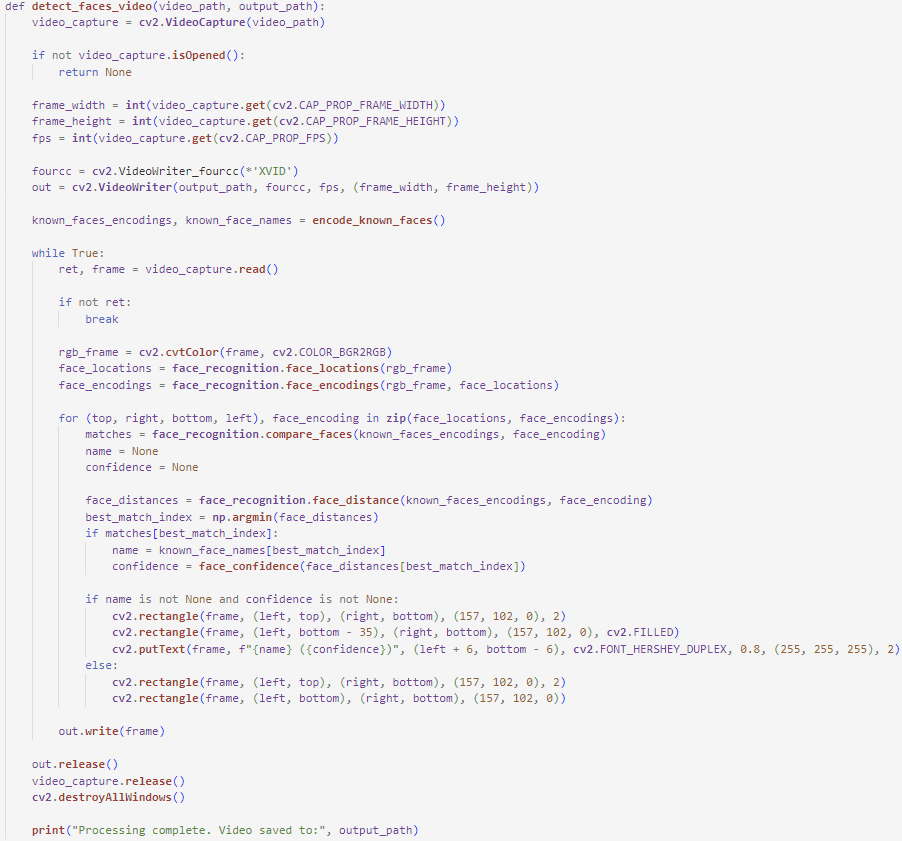 def detect_faces_video(video_path, output_path):
    video_capture = cv2.VideoCapture(video_path)

    if not video_capture.isOpened():
        return None

    frame_width = int(video_capture.get(cv2.CAP_PROP_FRAME_WIDTH))
    frame_height = int(video_capture.get(cv2.CAP_PROP_FRAME_HEIGHT))
    fps = int(video_capture.get(cv2.CAP_PROP_FPS))

    fourcc = cv2.VideoWriter_fourcc(*'XVID')
    out = cv2.VideoWriter(output_path, fourcc, fps, (frame_width, frame_height))

    known_faces_encodings, known_face_names = encode_known_faces()

    while True:
        ret, frame = video_capture.read()

        if not ret:
            break

        rgb_frame = cv2.cvtColor(frame, cv2.COLOR_BGR2RGB)
        face_locations = face_recognition.face_locations(rgb_frame)
        face_encodings = face_recognition.face_encodings(rgb_frame, face_locations)

        for (top, right, bottom, left), face_encoding in zip(face_locations, face_encodings):
            matches = face_recognition.compare_faces(known_faces_encodings, face_encoding)
            name = None
            confidence = None

            face_distances = face_recognition.face_distance(known_faces_encodings, face_encoding)
            best_match_index = np.argmin(face_distances)
            if matches[best_match_index]:
                name = known_face_names[best_match_index]
                confidence = face_confidence(face_distances[best_match_index])

            if name is not None and confidence is not None:
                cv2.rectangle(frame, (left, top), (right, bottom), (157, 102, 0), 2)
                cv2.rectangle(frame, (left, bottom - 35), (right, bottom), (157, 102, 0), cv2.FILLED)
                cv2.putText(frame, f"{name} ({confidence})", (left + 6, bottom - 6), cv2.FONT_HERSHEY_DUPLEX, 0.8, (255, 255, 255), 2)
            else:
                cv2.rectangle(frame, (left, top), (right, bottom), (157, 102, 0), 2)
                cv2.rectangle(frame, (left, bottom), (right, bottom), (157, 102, 0))

        out.write(frame)

    out.release()
    video_capture.release()
    cv2.destroyAllWindows()

    print("Processing complete. Video saved to:", output_path)